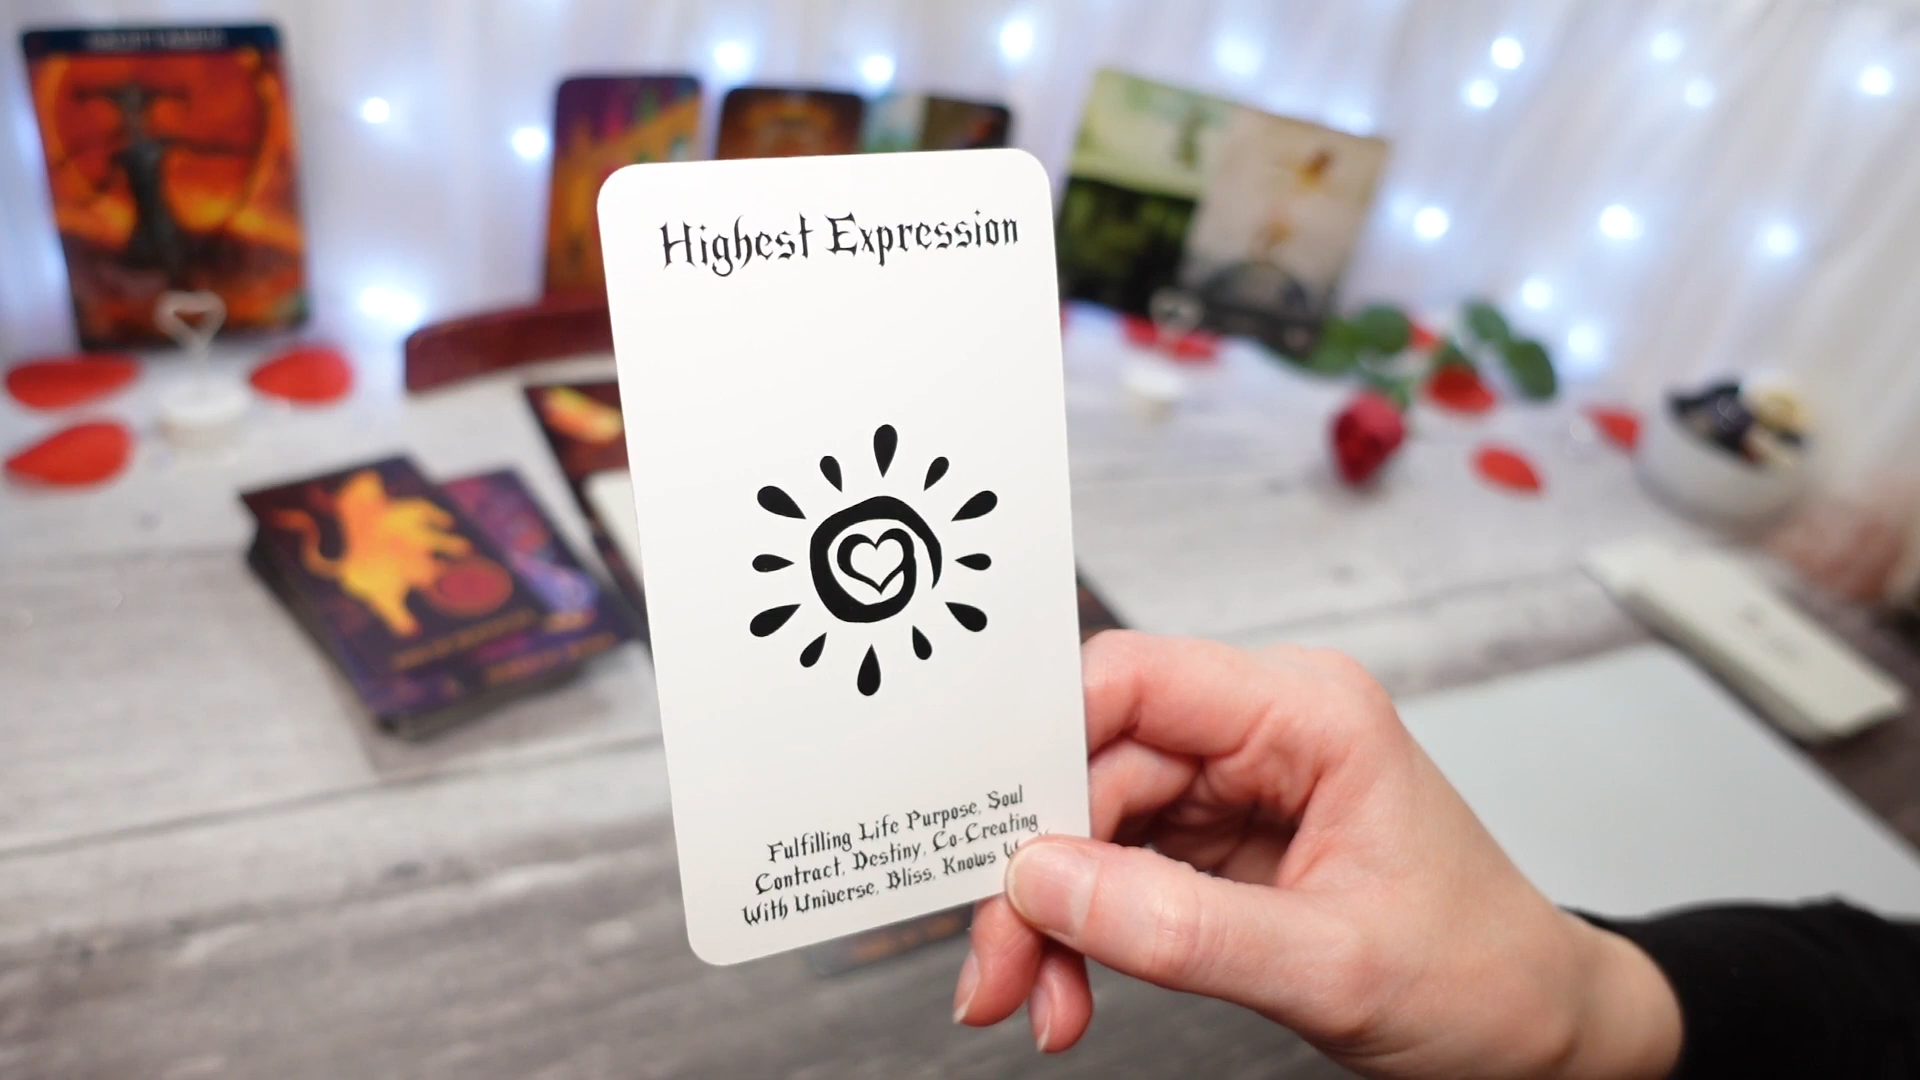 Highest Expression
Fulfilling Life Purpose, Soul
Contract, Destiny, Co-Creating
With Universe, Bliss, Knows